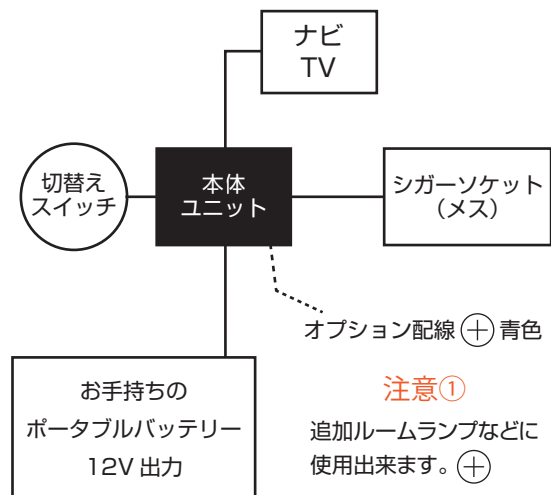 ナビ
TV
切替え
スイッチ
本体
ユニット
シガーソケット
（メス）
オプション配線⊕青色
お手持ちの
ポータブルバッテリー
12V 出力
注意①
追加ルームランプなどに
使用出来ます。⊕